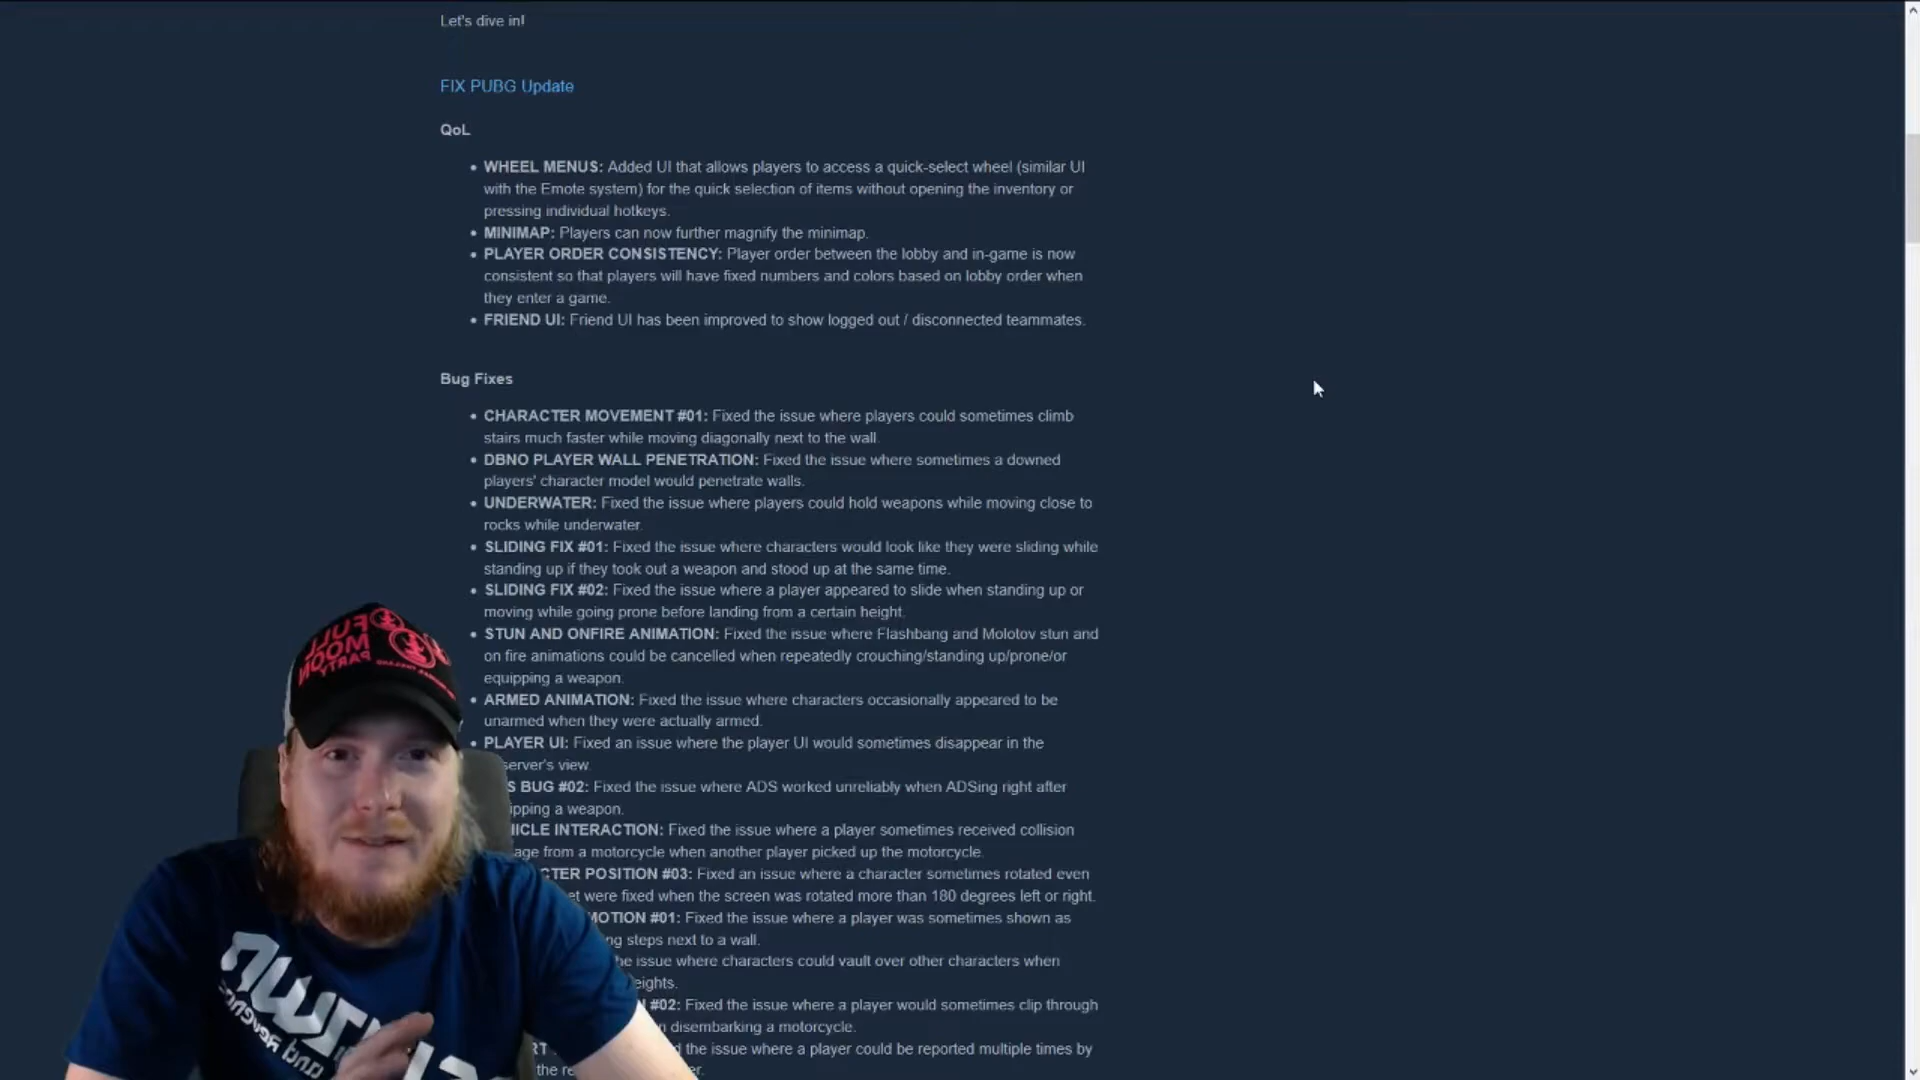 Let's dive in!
FIX PUBG Update
QoL
• WHEEL MENUS: Added UI that allows players to access a quick-select wheel (similar UI
with the Emote system) for the quick selection of items without opening the inventory or
pressing individual hotkeys.
• MINIMAP: Players can now further magnify the minimap.
• PLAYER ORDER CONSISTENCY: Player order between the lobby and in-game is now
consistent so that players will have fixed numbers and colors based on lobby order when
they enter a game.
• FRIEND UI: Friend UI has been improved to show logged out / disconnected teammates.
Bug Fixes
• CHARACTER MOVEMENT #01: Fixed the issue where players could sometimes climb
stairs much faster while moving diagonally next to the wall.
• DBNO PLAYER WALL PENETRATION: Fixed the issue where sometimes a downed
players' character model would penetrate walls.
• UNDERWATER: Fixed the issue where players could hold weapons while moving close to
rocks while underwater.
• SLIDING FIX #01: Fixed the issue where characters would look like they were sliding while
standing up if they took out a weapon and stood up at the same time.
• SLIDING FIX #02: Fixed the issue where a player appeared to slide when standing up or
moving while going prone before landing from a certain height.
• STUN AND ONFIRE ANIMATION: Fixed the issue where Flashbang and Molotov stun and
on fire animations could be cancelled when repeatedly crouching/standing up/prone/or
equipping a weapon.
• ARMED ANIMATION: Fixed the issue where characters occasionally appeared to be
unarmed when they were actually armed.
• PLAYER UI: Fixed an issue where the player UI would sometimes disappear in the
server's view.
S BUG #02: Fixed the issue where ADS worked unreliably when ADSing right after
ipping a weapon.
HICLE INTERACTION: Fixed the issue where a player sometimes received collision
age from a motorcycle when another player picked up the motorcycle.
CTER POSITION #03: Fixed an issue where a character sometimes rotated even
et were fixed when the screen was rotated more than 180 degrees left or right.
MOTION #01: Fixed the issue where a player was sometimes shown as
ng steps next to a wall.
he issue where characters could vault over other characters when
eights.
#02: Fixed the issue where a player would sometimes clip through
n disembarking a motorcycle.
RT d the issue where a player could be reported multiple times by
the re er.
FULL
MOON
PARTY
and Revenge